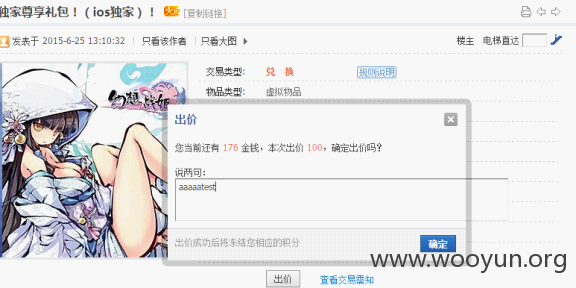 独家尊享礼包!(ios独家)! 火 [复制链接]
发表于 2015-6-25 13:10:32 只看该作者 只看大图 楼主 电梯直达
交易类型: 兑 换 规则说明
物品类型: 虚拟物品
幻想战姬
出价
您当前还有 176 金钱,本次出价 100,确定出价吗?
说两句:
aaaaatest
出价成功后将冻结您相应的积分 确定
www.wooyun.org
出价 查看交易需知